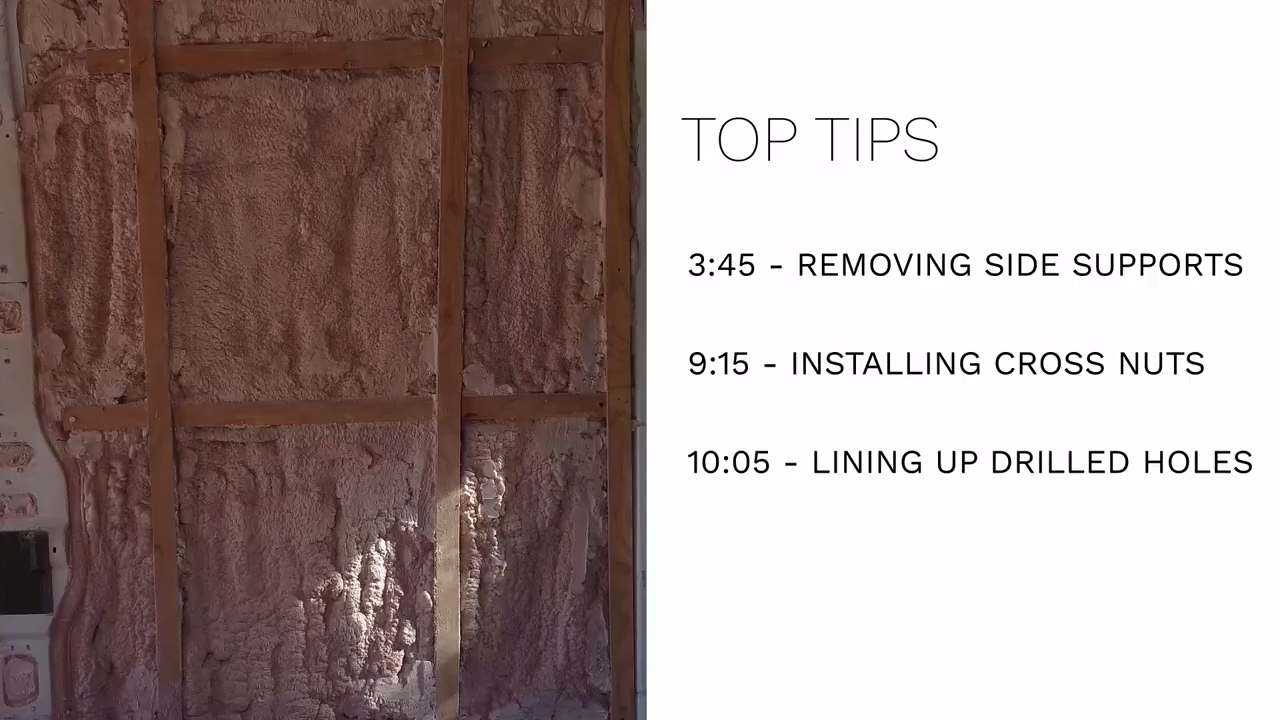 TOP TIPS
3:45 - REMOVING SIDE SUPPORTS
9:15 - INSTALLING CROSS NUTS
10:05 - LINING UP DRILLED HOLES